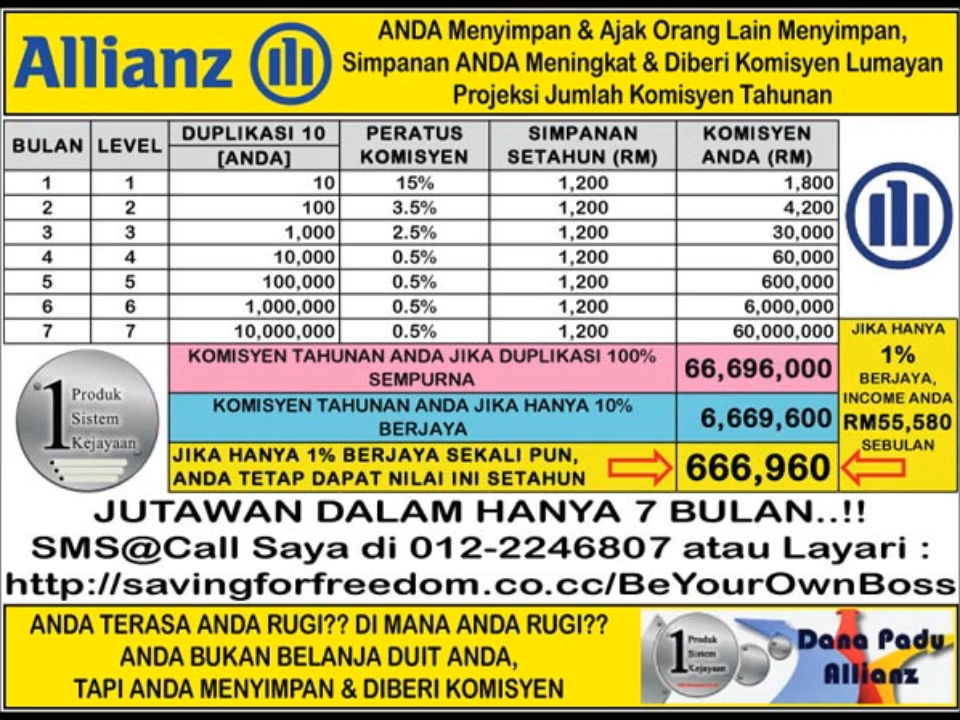 Allianz
ANDA Menyimpan & Ajak Orang Lain Menyimpan,
Simpanan ANDA Meningkat & Diberi Komisyen Lumayan
Projeksi Jumlah Komisyen Tahunan
BULAN LEVEL DUPLIKASI 10 [ANDA] PERATUS KOMISYEN SIMPANAN SETAHUN (RM) KOMISYEN ANDA (RM)
1 1 10 15% 1,200 1,800
2 2 100 3.5% 1,200 4,200
3 3 1,000 2.5% 1,200 30,000
4 4 10,000 0.5% 1,200 60,000
5 5 100,000 0.5% 1,200 600,000
6 6 1,000,000 0.5% 1,200 6,000,000
7 7 10,000,000 0.5% 1,200 60,000,000
KOMISYEN TAHUNAN ANDA JIKA DUPLIKASI 100%
SEMPURNA
66,696,000
KOMISYEN TAHUNAN ANDA JIKA HANYA 10%
BERJAYA
6,669,600
JIKA HANYA 1% BERJAYA SEKALI PUN,
ANDA TETAP DAPAT NILAI INI SETAHUN
666,960
JIKA HANYA
1%
BERJAYA,
INCOME ANDA
RM55,580
SEBULAN
1 Produk
Sistem
Kejayaan
JUTAWAN DALAM HANYA 7 BULAN..!!
SMS@Call Saya di 012-2246807 atau Layari :
http://savingforfreedom.co.cc/BeYourOwnBoss
ANDA TERASA ANDA RUGI?? DI MANA ANDA RUGI??
ANDA BUKAN BELANJA DUIT ANDA,
TAPI ANDA MENYIMPAN & DIBERI KOMISYEN
1 Produk
Sistem
Kejayaan
Dana Padu
Allianz